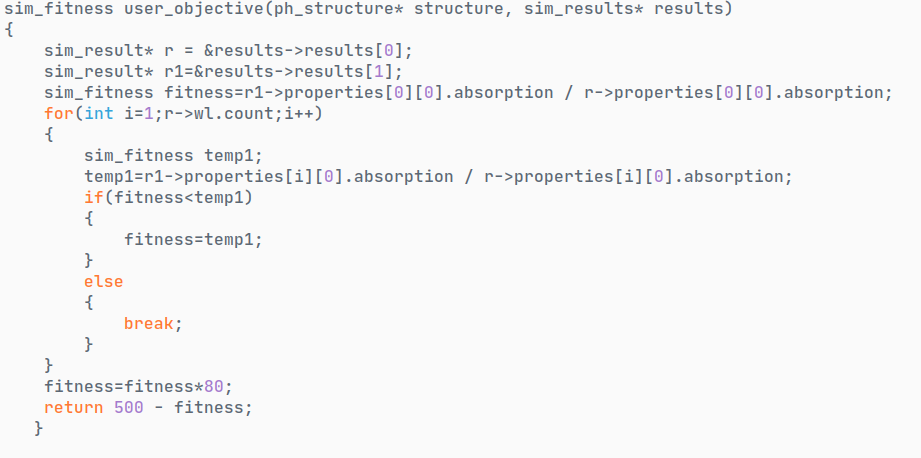 sim_fitness user_objective(ph_structure* structure, sim_results* results)
{
    sim_result* r = &results->results[0];
    sim_result* r1=&results->results[1];
    sim_fitness fitness=r1->properties[0][0].absorption / r->properties[0][0].absorption;
    for(int i=1;r->wl.count;i++)
    {
        sim_fitness temp1;
        temp1=r1->properties[i][0].absorption / r->properties[i][0].absorption;
        if(fitness<temp1)
        {
            fitness=temp1;
        }
        else
        {
            break;
        }
    }
    fitness=fitness*80;
    return 500 - fitness;
   }